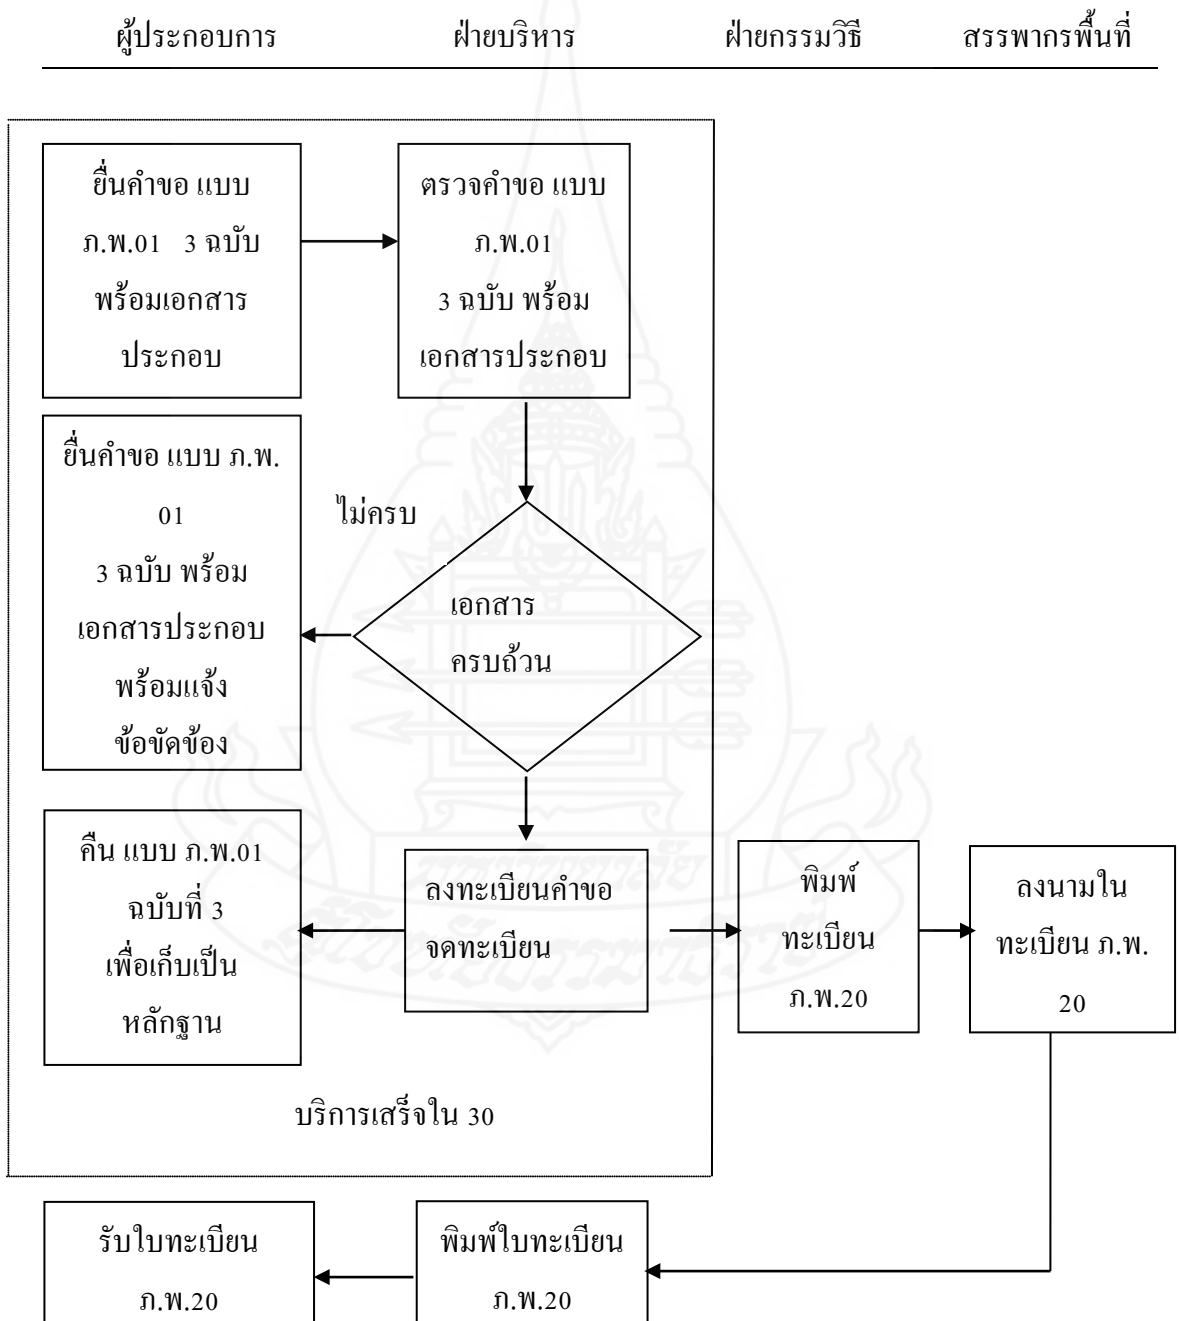 ผู้ประกอบการ ฝ่ายบริหาร ฝ่ายกรรมวิธี สรรพากรพื้นที่
ยื่นคำขอ แบบ
ภ.พ.01 3 ฉบับ
พร้อมเอกสาร
ประกอบ
ตรวจคำขอ แบบ
ภ.พ.01
3 ฉบับ พร้อม
เอกสารประกอบ
ยื่นคำขอ แบบ ภ.พ.
01
3 ฉบับ พร้อม
เอกสารประกอบ
พร้อมแจ้ง
ข้อขัดข้อง
ไม่ครบ
เอกสาร
ครบถ้วน
คืน แบบ ภ.พ.01
ฉบับที่ 3
เพื่อเก็บเป็น
หลักฐาน
ลงทะเบียนคำขอ
จดทะเบียน
พิมพ์
ทะเบียน
ภ.พ.20
ลงนามใน
ทะเบียน ภ.พ.
20
บริการเสร็จใน 30
รับใบทะเบียน
ภ.พ.20
พิมพ์ใบทะเบียน
ภ.พ.20